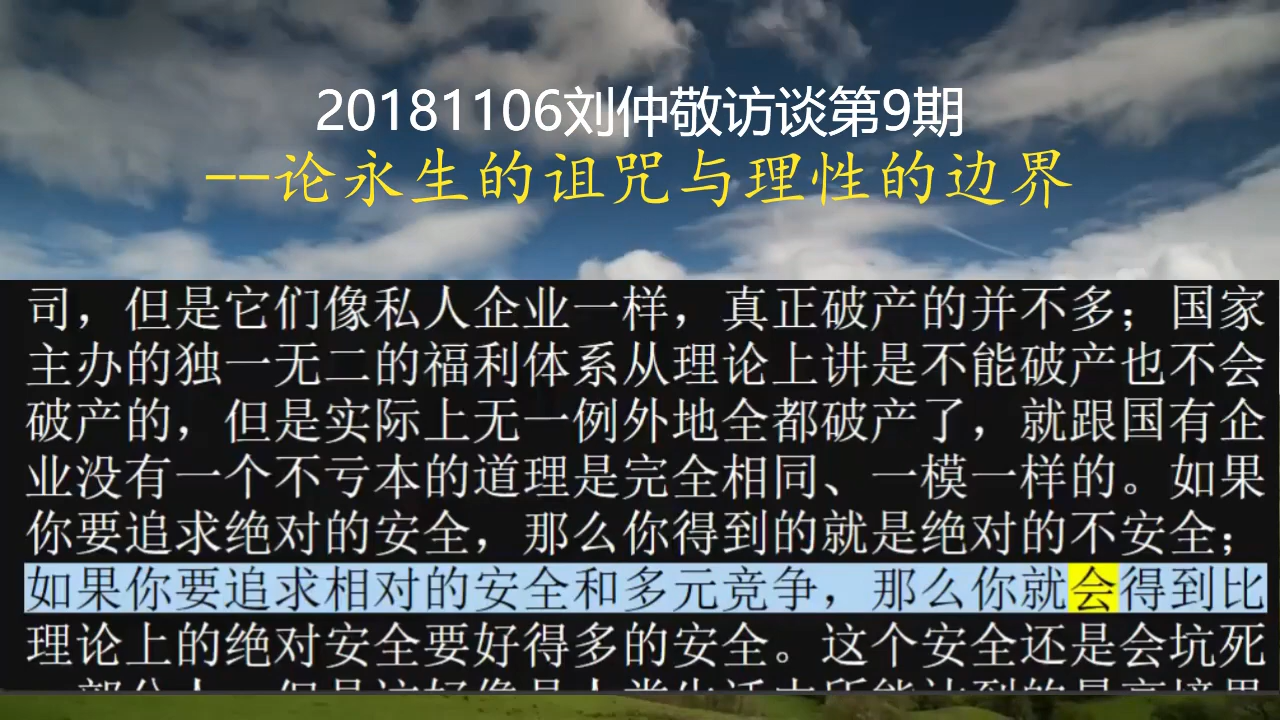 20181106刘仲敬访谈第9期
--论永生的诅咒与理性的边界
司，但是它们像私人企业一样，真正破产的并不多；国家
主办的独一无二的福利体系从理论上讲是不能破产也不会
破产的，但是实际上无一例外地全都破产了，就跟国有企
业没有一个不亏本的道理是完全相同、一模一样的。如果
你要追求绝对的安全，那么你得到的就是绝对的不安全；
如果你要追求相对的安全和多元竞争，那么你就会得到比
理论上的绝对安全要好得多的安全。这个安全还是会坑死